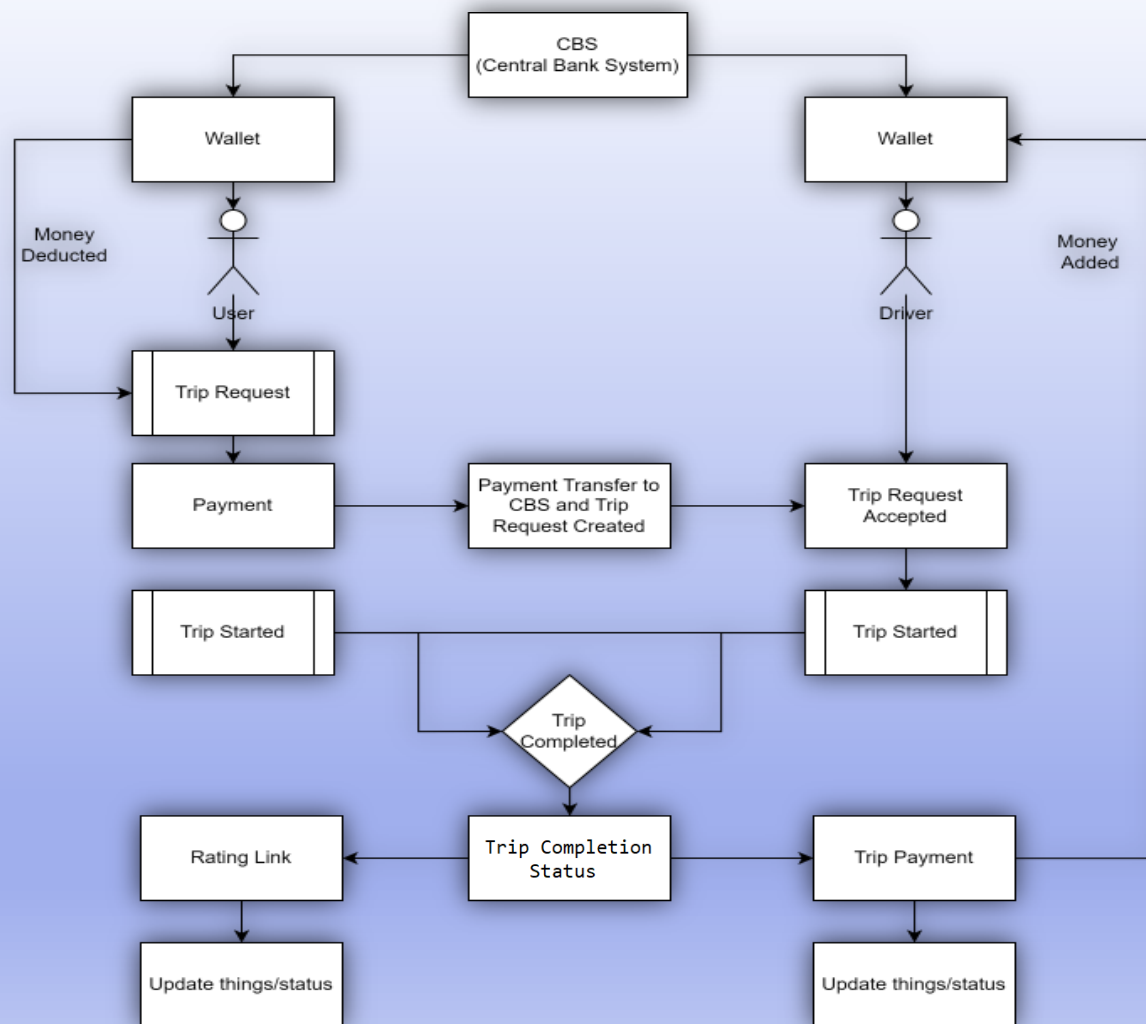 CBS
(Central Bank System)
Wallet
Wallet
Money
Deducted
Money
Added
User
Driver
Trip Request
Payment
Payment Transfer to
CBS and Trip
Request Created
Trip Request
Accepted
Trip Started
Trip Started
Trip
Completed
Rating Link
Trip Completion
Status
Trip Payment
Update things/status
Update things/status